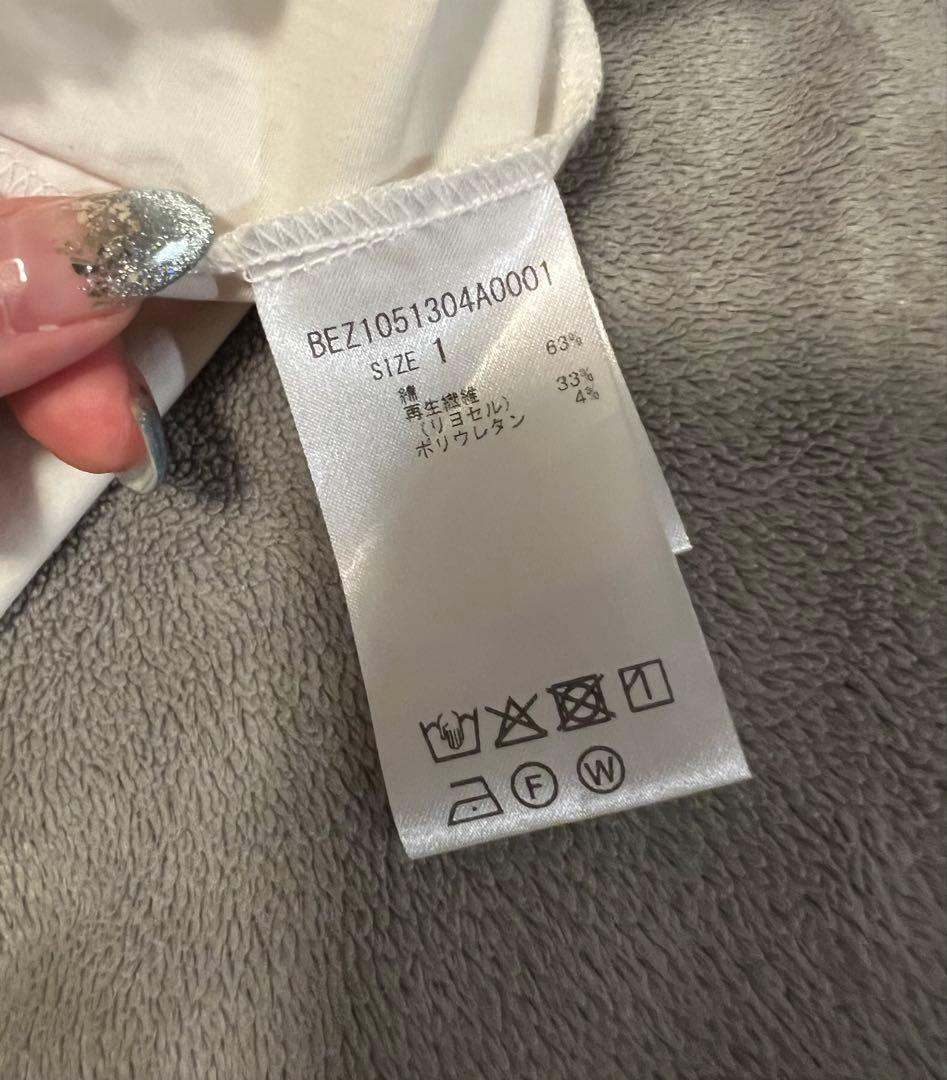 BEZ1051304A0001
SIZE 1
綿 63%
再生繊維
(リヨセル) 33%
ポリウレタン 4%
F W